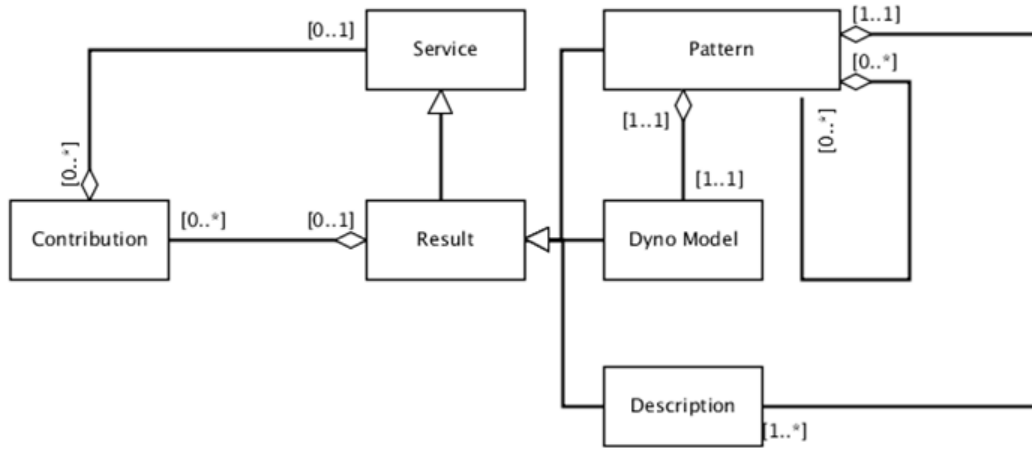 [0..1]
Service
Pattern
[1..1]
[0..*]
[0..*]
[1..1]
[0..*]
[1..1]
Contribution
[0..*]
[0..1]
Result
Dyno Model
Description
[1..*]